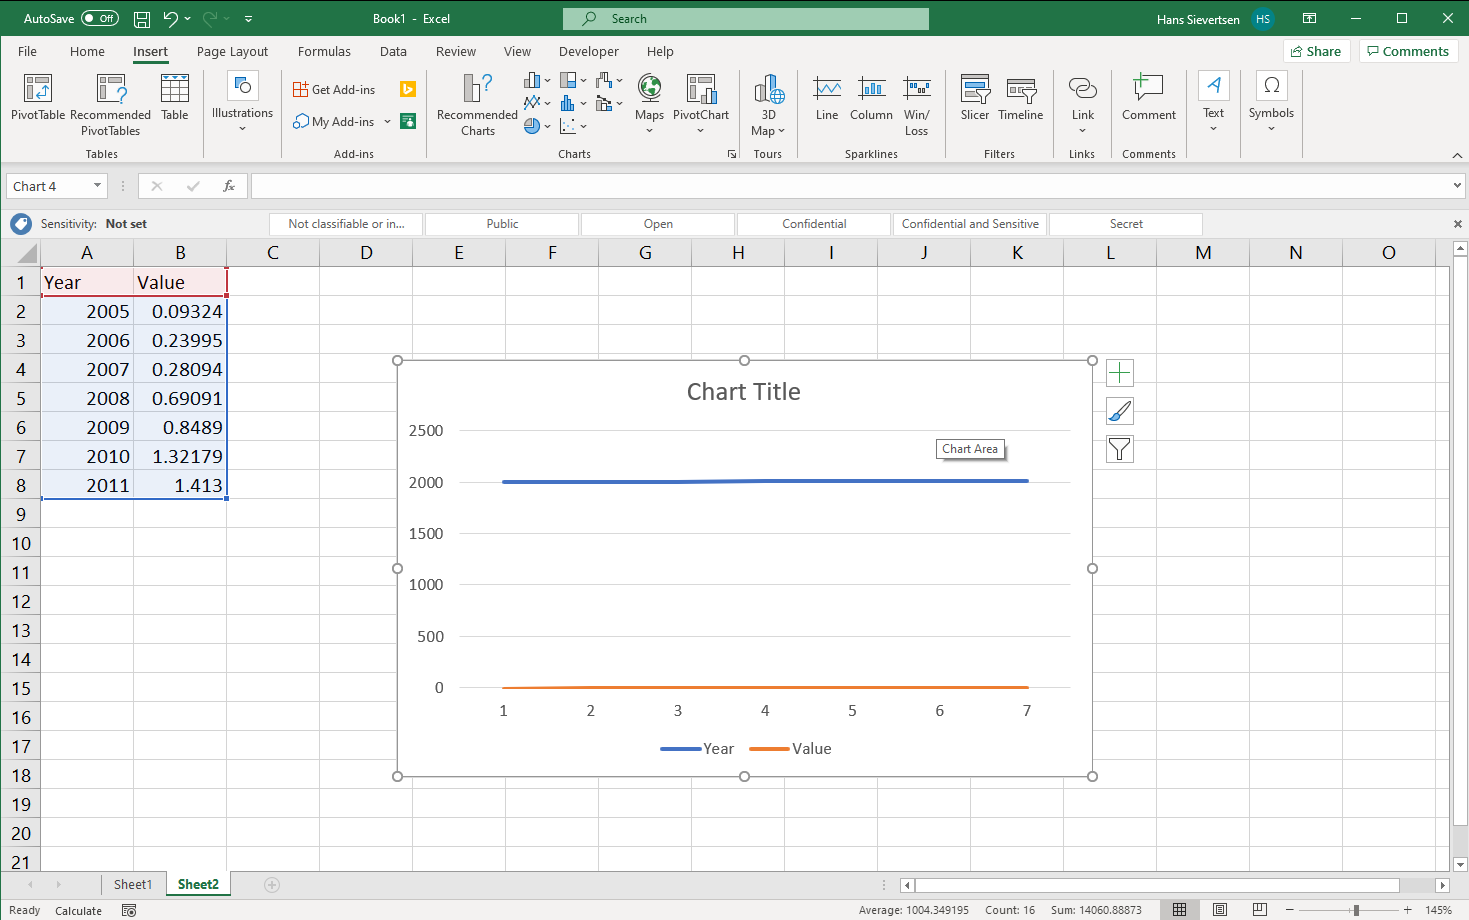 AutoSave Off Book1 - Excel Search Hans Sievertsen HS
File Home Insert Page Layout Formulas Data Review View Developer Help Share Comments
PivotTable Recommended PivotTables Table Illustrations Get Add-ins My Add-ins Recommended Charts Maps PivotChart 3D Map Line Column Win/Loss Slicer Timeline Link Comment Text Symbols
Tables Add-ins Charts Tours Sparklines Filters Links Comments
Chart 4 fx
Sensitivity: Not set Not classifiable or in... Public Open Confidential Confidential and Sensitive Secret
A B C D E F G H I J K L M N O
1 Year Value
2 2005 0.09324
3 2006 0.23995
4 2007 0.28094
5 2008 0.69091
6 2009 0.8489
7 2010 1.32179
8 2011 1.413
9
10
11
12
13
14
15
16
17
18
19
20
21
Chart Title
Chart Area
2500
2000
1500
1000
500
0
1 2 3 4 5 6 7
Year Value
Sheet1 Sheet2
Ready Calculate Average: 1004.349195 Count: 16 Sum: 14060.88873 145%